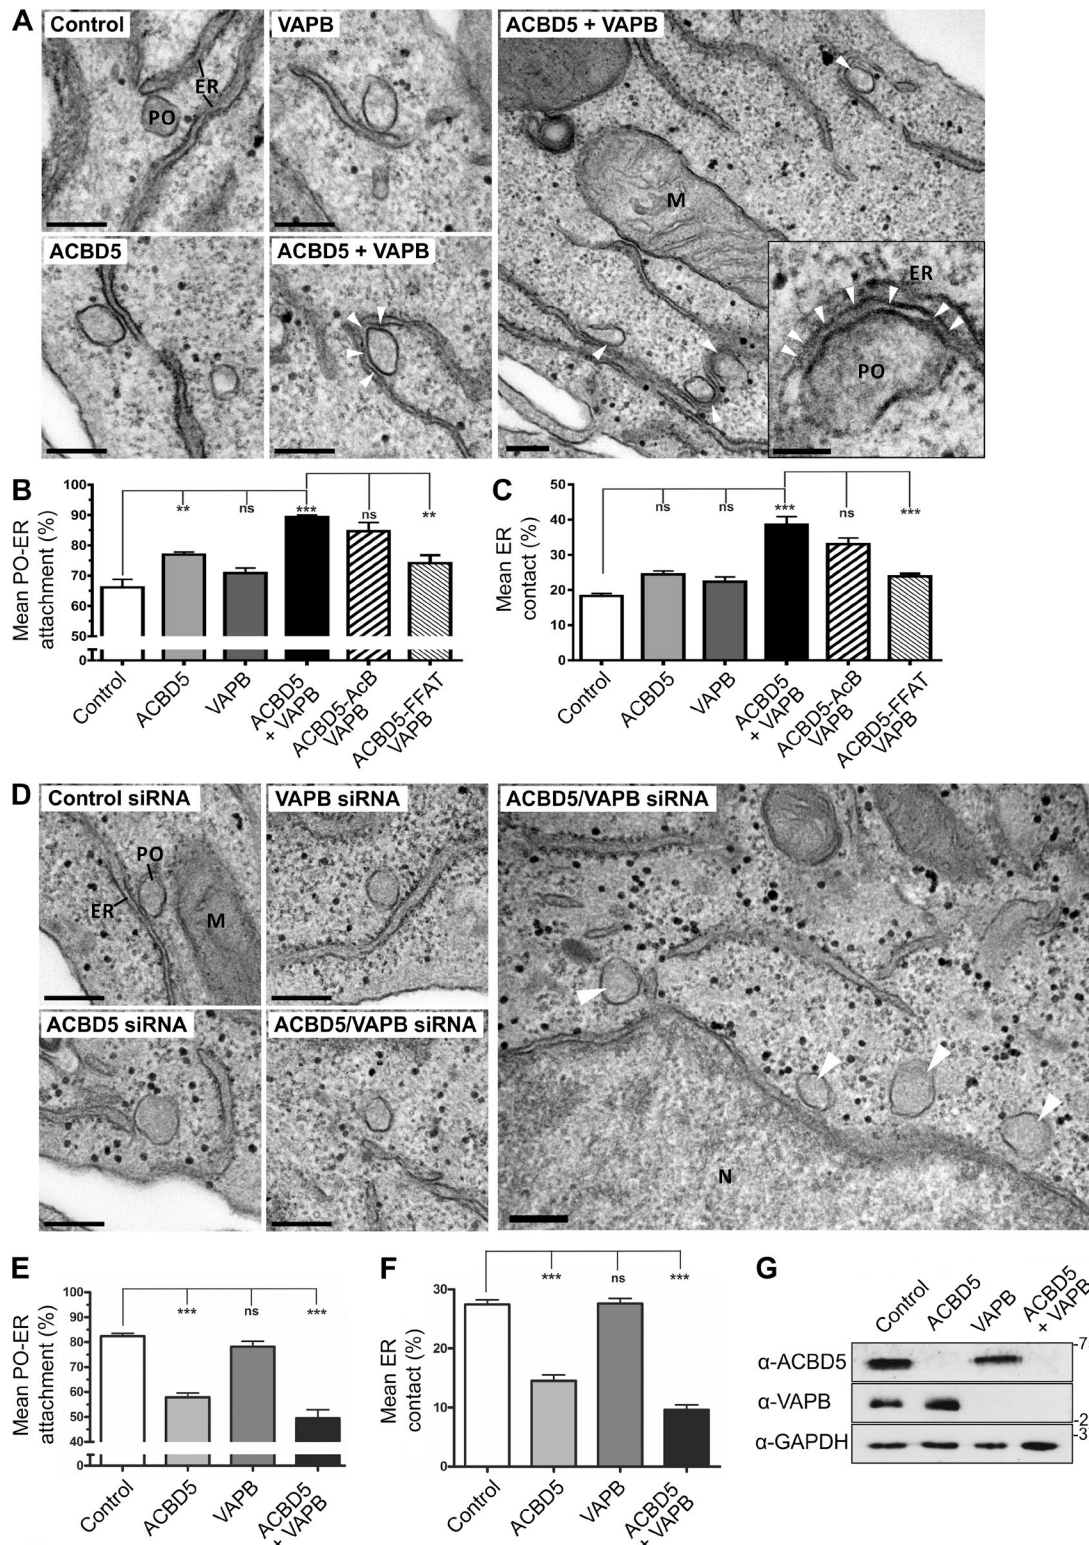 A
Control
ER
PO
VAPB
ACBD5 + VAPB
M
ER
PO
ACBD5
ACBD5 + VAPB
B
Mean PO-ER
attachment (%)
100
90
80
70
60
50
0
**
ns
***
ns
**
Control
ACBD5
VAPB
ACBD5
+ VAPB
ACBD5-AcB
VAPB
ACBD5-FFAT
VAPB
C
Mean ER
contact (%)
50
40
30
20
10
0
ns
ns
***
ns
***
Control
ACBD5
VAPB
ACBD5
+ VAPB
ACBD5-AcB
VAPB
ACBD5-FFAT
VAPB
D
Control siRNA
PO
ER
M
VAPB siRNA
ACBD5/VAPB siRNA
N
ACBD5 siRNA
ACBD5/VAPB siRNA
E
Mean PO-ER
attachment (%)
100
90
80
70
60
50
40
0
***
ns
***
Control
ACBD5
VAPB
ACBD5
+ VAPB
F
Mean ER
contact (%)
30
20
10
0
***
ns
***
Control
ACBD5
VAPB
ACBD5
+ VAPB
G
Control
ACBD5
VAPB
ACBD5
+ VAPB
α-ACBD5
-7
α-VAPB
-2
α-GAPDH
-3